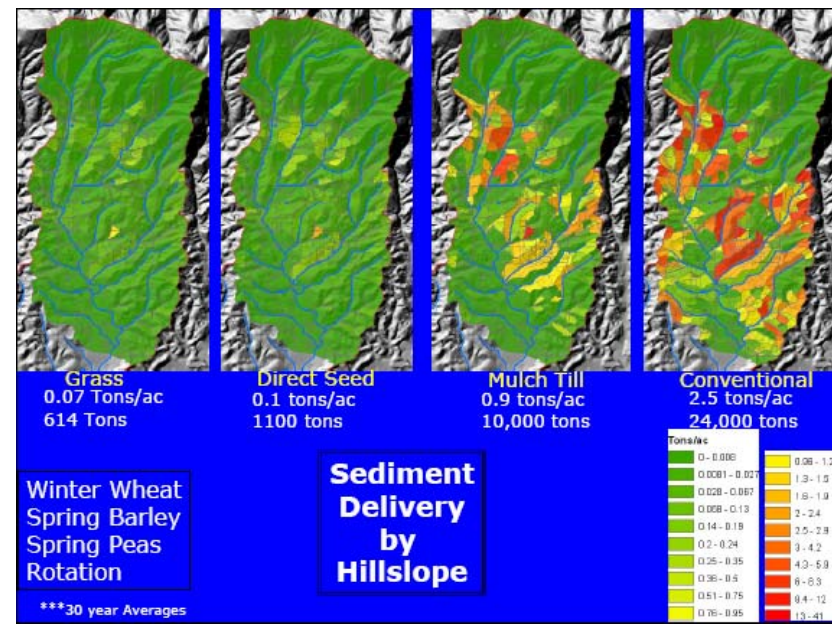 Grass
0.07 Tons/ac
614 Tons
Direct Seed
0.1 tons/ac
1100 tons
Mulch Till
0.9 tons/ac
10,000 tons
Conventional
2.5 tons/ac
24,000 tons
Winter Wheat
Spring Barley
Spring Peas
Rotation
***30 year Averages
Sediment
Delivery
by
Hillslope
Tons/ac
0 - 0.008
0.0081 - 0.027
0.028 - 0.067
0.068 - 0.13
0.14 - 0.19
0.2 - 0.24
0.25 - 0.35
0.36 - 0.5
0.51 - 0.75
0.76 - 0.95
1.3 - 1.5
1.6 - 1.9
2 - 2.4
2.5 - 2.9
3 - 4.2
4.3 - 5.9
6 - 8.3
8.4 - 12
13 - 41